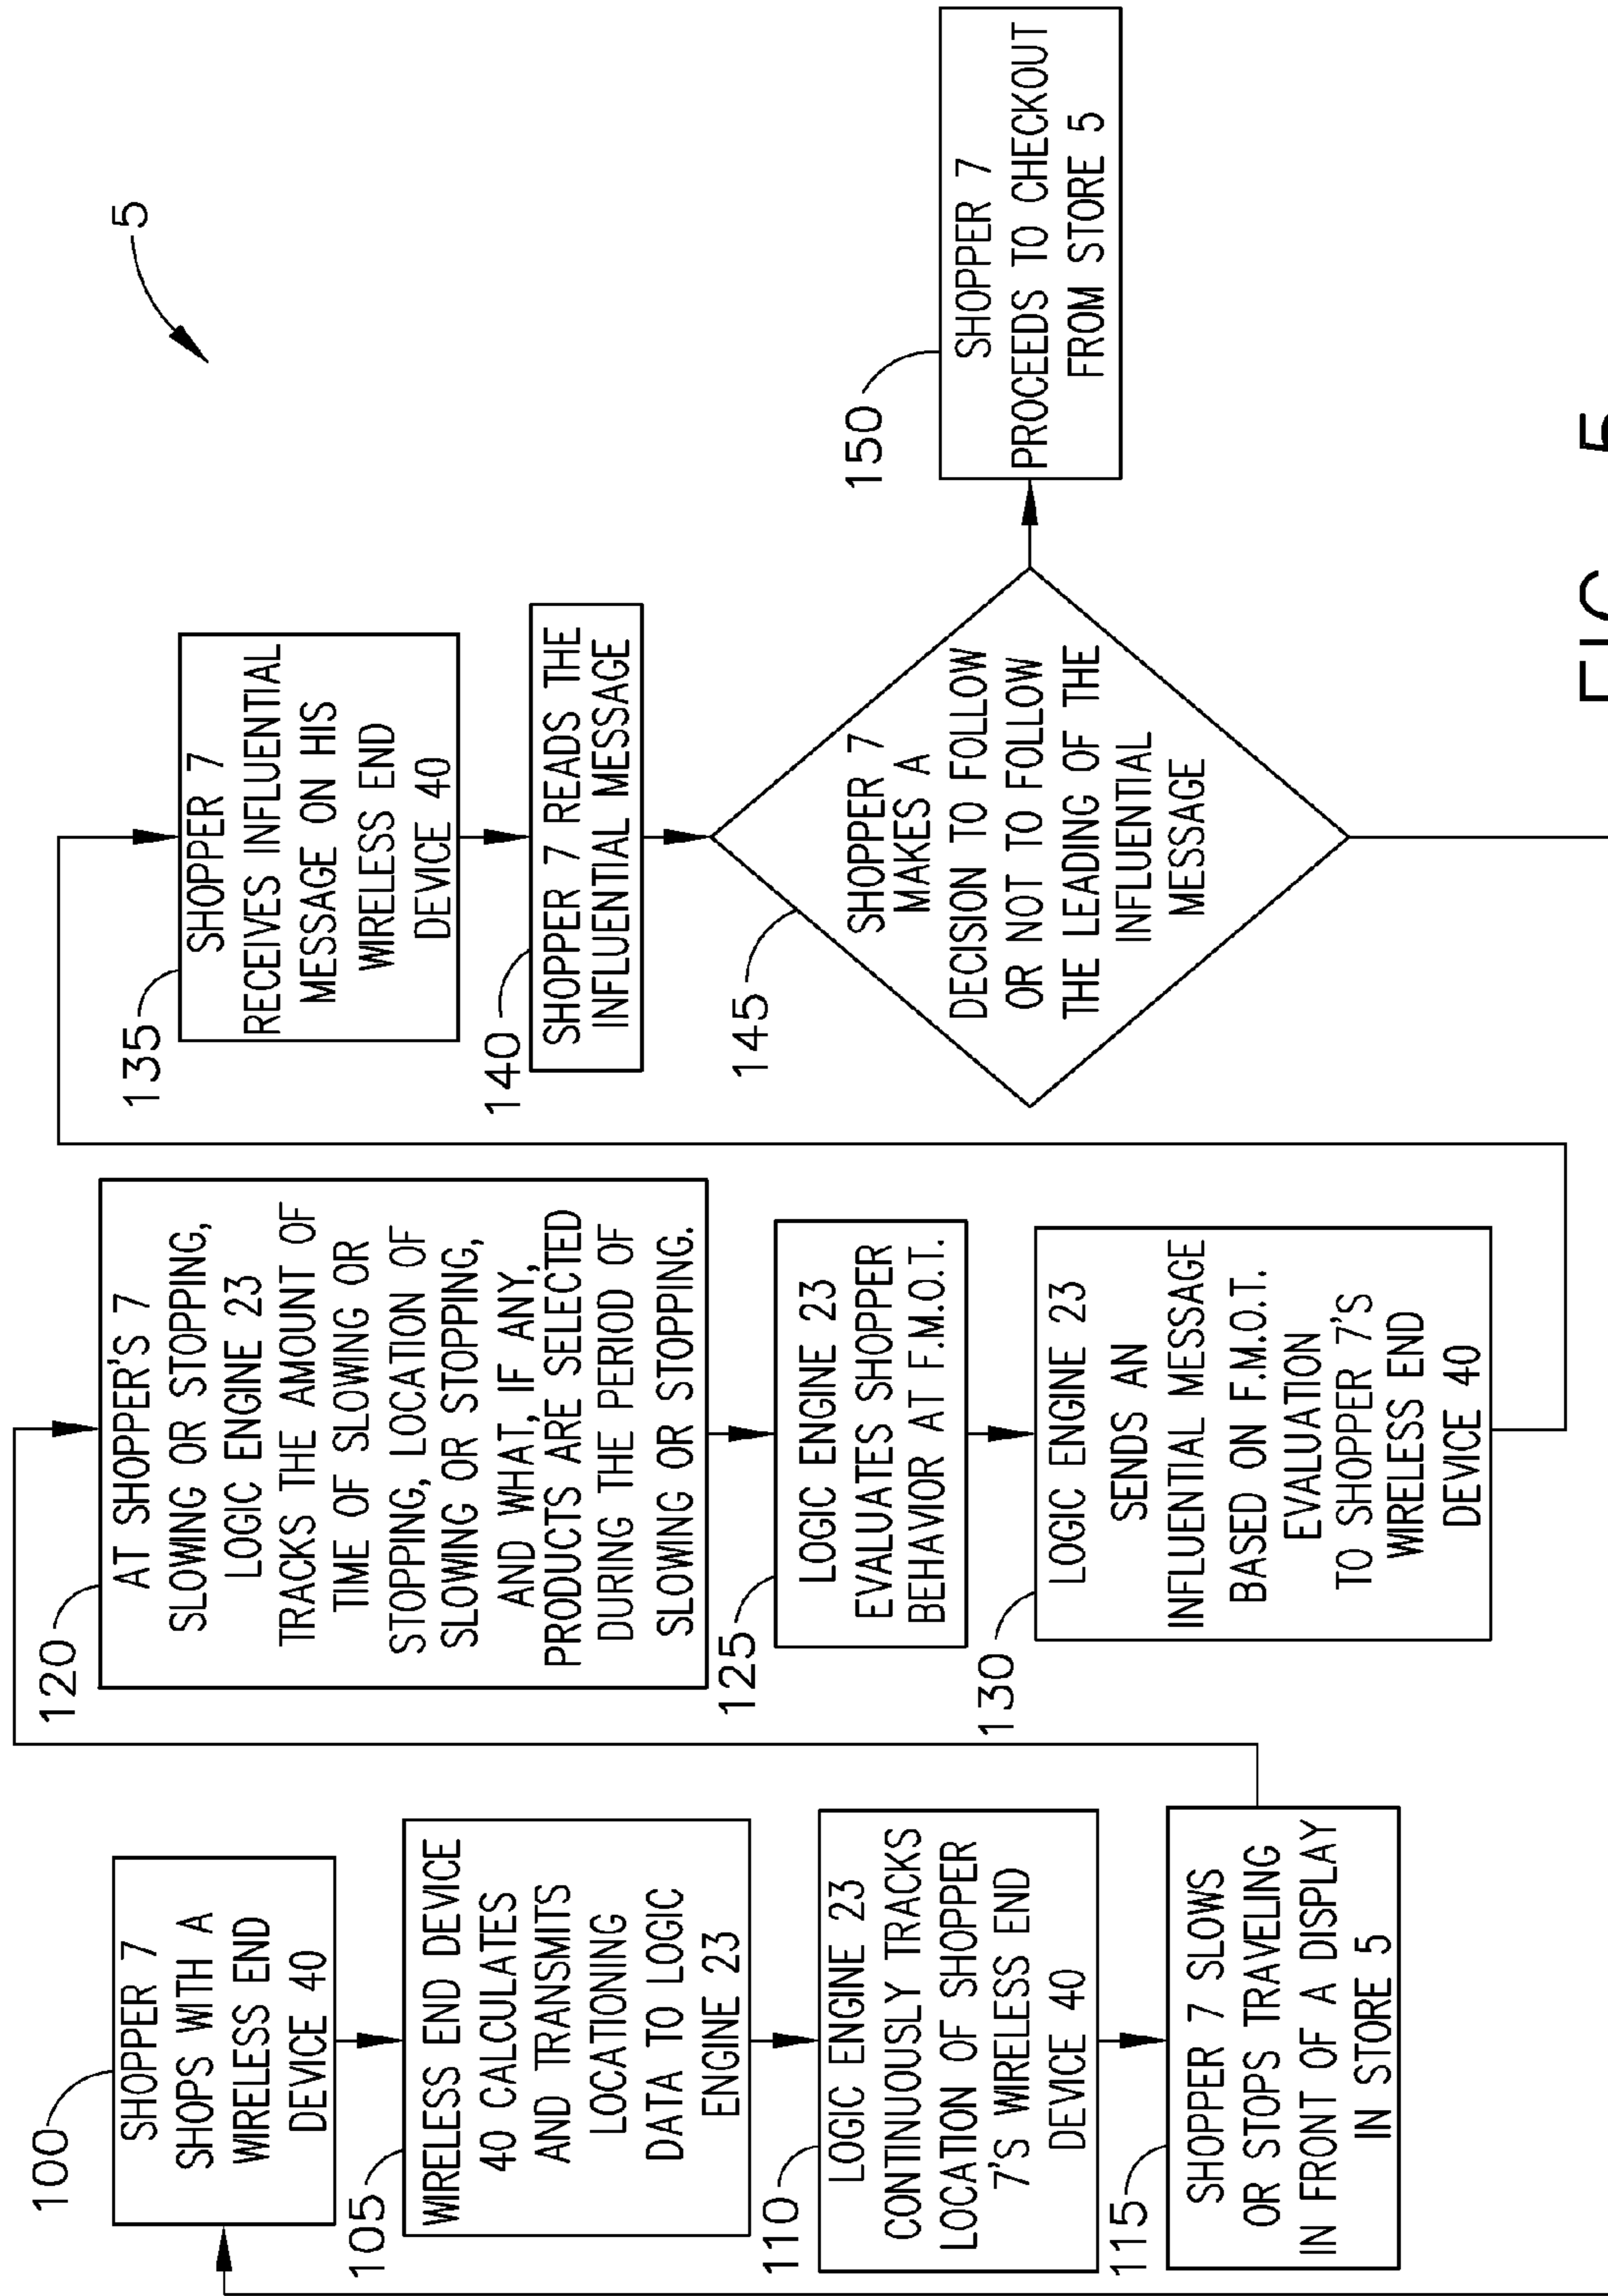 5
100
SHOPPER 7
SHOPS WITH A
WIRELESS END
DEVICE 40
105
WIRELESS END DEVICE
40 CALCULATES
AND TRANSMITS
LOCATIONING
DATA TO LOGIC
ENGINE 23
110
LOGIC ENGINE 23
CONTINUOUSLY TRACKS
LOCATION OF SHOPPER
7'S WIRELESS END
DEVICE 40
115
SHOPPER 7 SLOWS
OR STOPS TRAVELING
IN FRONT OF A DISPLAY
IN STORE 5
120
AT SHOPPER'S 7
SLOWING OR STOPPING,
LOGIC ENGINE 23
TRACKS THE AMOUNT OF
TIME OF SLOWING OR
STOPPING, LOCATION OF
SLOWING OR STOPPING,
AND WHAT, IF ANY,
PRODUCTS ARE SELECTED
DURING THE PERIOD OF
SLOWING OR STOPPING.
125
LOGIC ENGINE 23
EVALUATES SHOPPER
BEHAVIOR AT F.M.O.T.
130
LOGIC ENGINE 23
SENDS AN
INFLUENTIAL MESSAGE
BASED ON F.M.O.T.
EVALUATION
TO SHOPPER 7'S
WIRELESS END
DEVICE 40
135
SHOPPER 7
RECEIVES INFLUENTIAL
MESSAGE ON HIS
WIRELESS END
DEVICE 40
140
SHOPPER 7 READS THE
INFLUENTIAL MESSAGE
145
SHOPPER 7
MAKES A
DECISION TO FOLLOW
OR NOT TO FOLLOW
THE LEADING OF THE
INFLUENTIAL
MESSAGE
150
SHOPPER 7
PROCEEDS TO CHECKOUT
FROM STORE 5